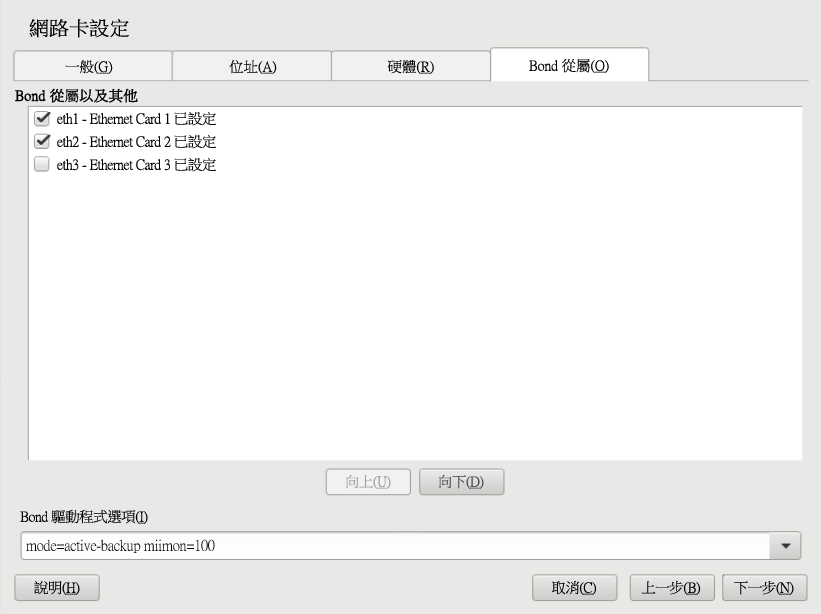 網路卡設定
一般(G)
位址(A)
硬體(R)
Bond 從屬(O)
Bond 從屬以及其他
eth1 - Ethernet Card 1 已設定
eth2 - Ethernet Card 2 已設定
eth3 - Ethernet Card 3 已設定
向上(U)
向下(D)
Bond 驅動程式選項(I)
mode=active-backup miimon=100
說明(H)
取消(C)
上一步(B)
下一步(N)